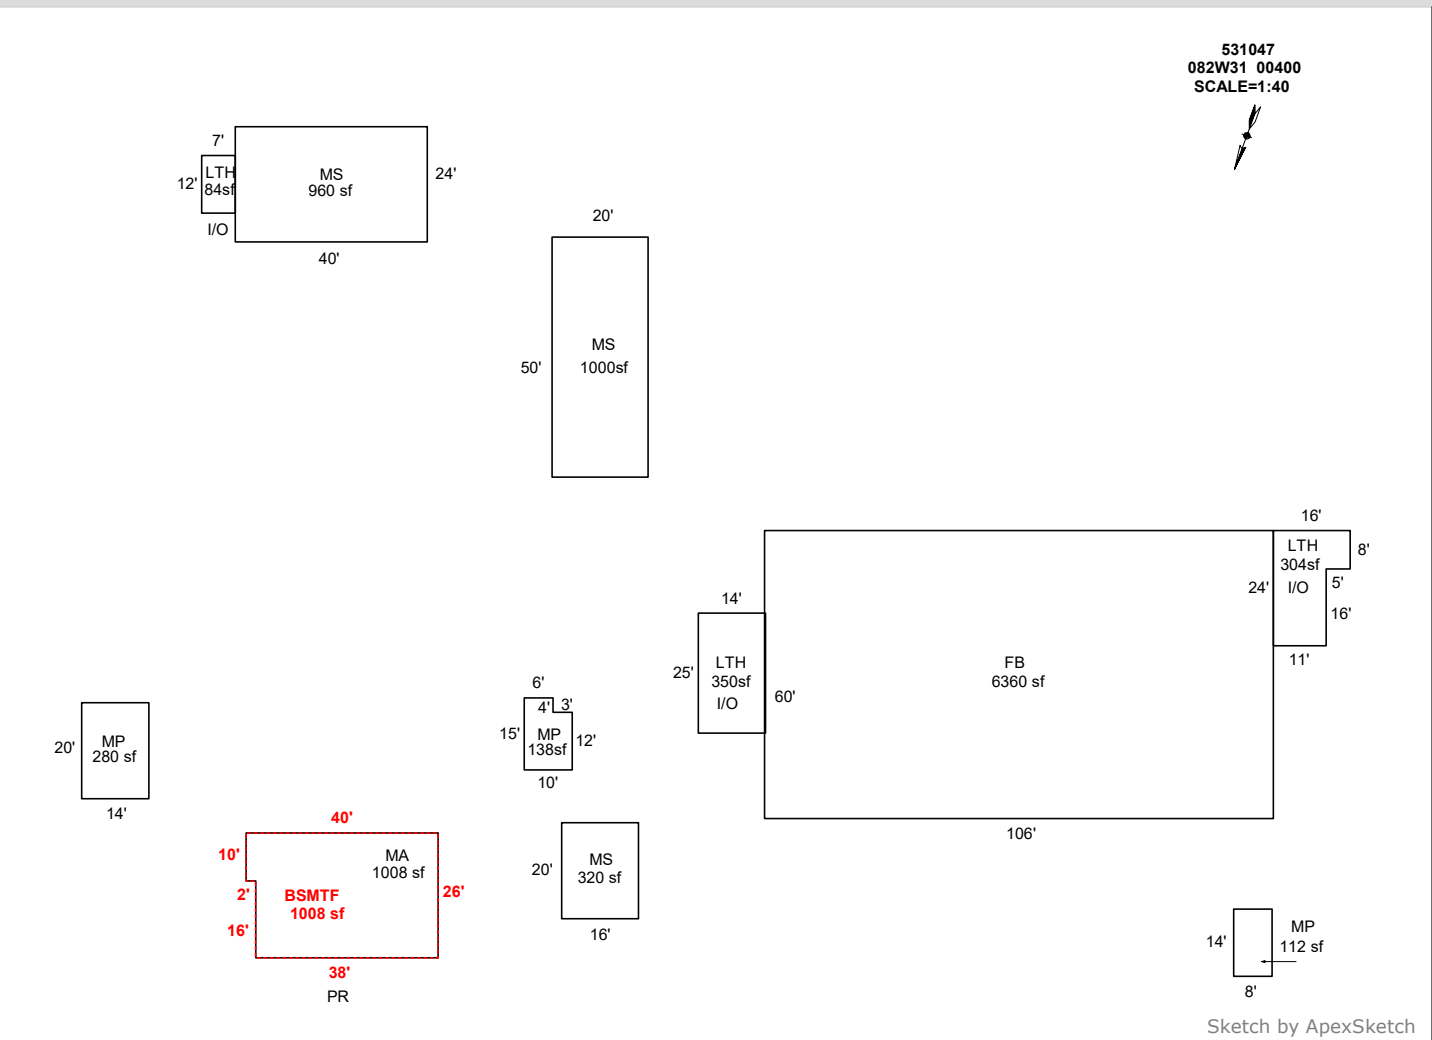 531047
082W31 00400
SCALE=1:40
7'
12'
LTH
84sf
I/O
MS
960 sf
24'
40'
20'
50'
MS
1000sf
16'
8'
LTH
304sf
I/O
24'
5'
16'
11'
14'
25'
LTH
350sf
I/O
60'
FB
6360 sf
106'
6'
4'
3'
15'
MP
138sf
12'
10'
20'
MP
280 sf
14'
40'
10'
MA
1008 sf
2'
BSMTF
1008 sf
26'
16'
38'
PR
20'
MS
320 sf
16'
14'
MP
112 sf
8'
Sketch by ApexSketch